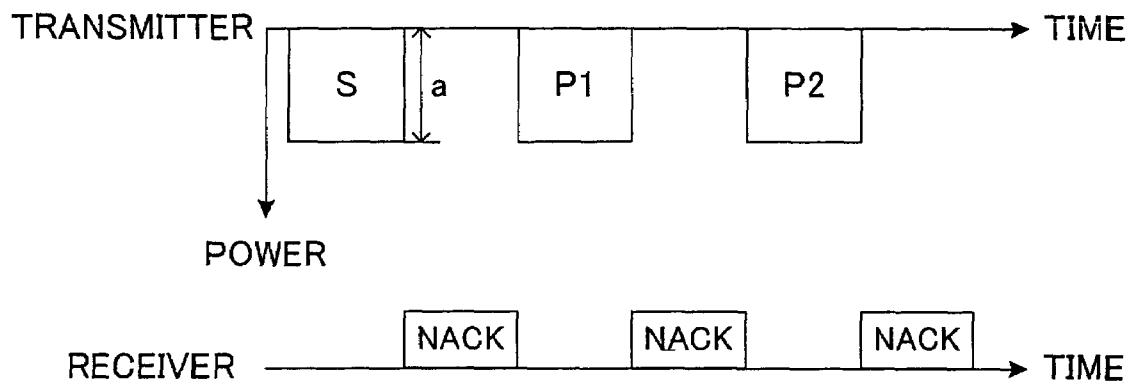 TRANSMITTER TIME
S a P1 P2
POWER
NACK NACK NACK
RECEIVER TIME